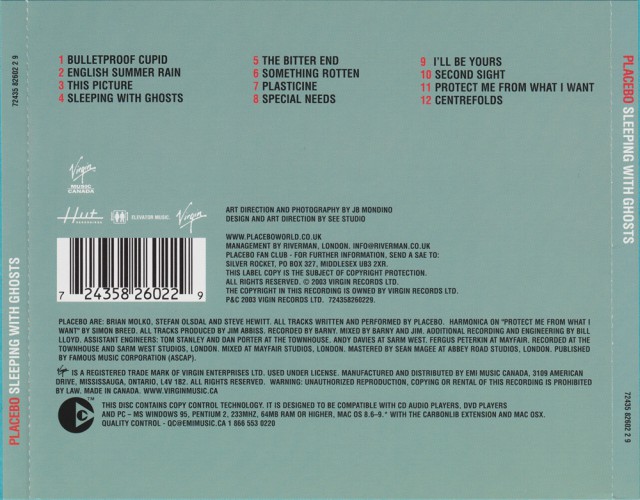 72435 82602 2 9
PLACEBO SLEEPING WITH GHOSTS
1 BULLETPROOF CUPID
2 ENGLISH SUMMER RAIN
3 THIS PICTURE
4 SLEEPING WITH GHOSTS
5 THE BITTER END
6 SOMETHING ROTTEN
7 PLASTICINE
8 SPECIAL NEEDS
9 I'LL BE YOURS
10 SECOND SIGHT
11 PROTECT ME FROM WHAT I WANT
12 CENTREFOLDS
Virgin
MUSIC
CANADA
Hut
RECORDINGS
ELEVATOR MUSIC
Virgin
ART DIRECTION AND PHOTOGRAPHY BY JB MONDINO
DESIGN AND ART DIRECTION BY SEE STUDIO
WWW.PLACEBOWORLD.CO.UK
MANAGEMENT BY RIVERMAN, LONDON. INFO@RIVERMAN.CO.UK
PLACEBO FAN CLUB - FOR FURTHER INFORMATION, SEND A SAE TO:
SILVER ROCKET, PO BOX 327, MIDDLESEX UB3 2XR.
THIS LABEL COPY IS THE SUBJECT OF COPYRIGHT PROTECTION.
ALL RIGHTS RESERVED. © 2003 VIRGIN RECORDS LTD.
THE COPYRIGHT IN THIS RECORDING IS OWNED BY VIRGIN RECORDS LTD.
P&C 2003 VIRGIN RECORDS LTD. 724358260229.
7 24358 26022 9
PLACEBO ARE: BRIAN MOLKO, STEFAN OLSDAL AND STEVE HEWITT. ALL TRACKS WRITTEN AND PERFORMED BY PLACEBO. HARMONICA ON "PROTECT ME FROM WHAT I
WANT" BY SIMON BREED. ALL TRACKS PRODUCED BY JIM ABBISS. RECORDED BY BARNY. MIXED BY BARNY AND JIM. ADDITIONAL RECORDING AND ENGINEERING BY BILL
LLOYD. ASSISTANT ENGINEERS: TOM STANLEY AND DAN PORTER AT THE TOWNHOUSE. ANDY DAVIES AT SARM WEST. FERGUS PETERKIN AT MAYFAIR. RECORDED AT THE
TOWNHOUSE AND SARM WEST STUDIOS, LONDON. MIXED AT MAYFAIR STUDIOS, LONDON. MASTERED BY SEAN MAGEE AT ABBEY ROAD STUDIOS, LONDON. PUBLISHED
BY FAMOUS MUSIC CORPORATION (ASCAP).
Virgin IS A REGISTERED TRADE MARK OF VIRGIN ENTERPRISES LTD. USED UNDER LICENSE. MANUFACTURED AND DISTRIBUTED BY EMI MUSIC CANADA, 3109 AMERICAN
DRIVE, MISSISSAUGA, ONTARIO, L4V 1B2. ALL RIGHTS RESERVED. WARNING: UNAUTHORIZED REPRODUCTION, COPYING OR RENTAL OF THIS RECORDING IS PROHIBITED
BY LAW. MADE IN CANADA. WWW.VIRGINMUSIC.CA
THIS DISC CONTAINS COPY CONTROL TECHNOLOGY. IT IS DESIGNED TO BE COMPATIBLE WITH CD AUDIO PLAYERS, DVD PLAYERS
AND PC - MS WINDOWS 95, PENTIUM 2, 233MHZ, 64MB RAM OR HIGHER, MAC OS 8.6-9.* WITH THE CARBONLIB EXTENSION AND MAC OSX.
QUALITY CONTROL - QC@EMIMUSIC.CA 1 866 553 0220
PLACEBO SLEEPING WITH GHOSTS
72435 82602 2 9